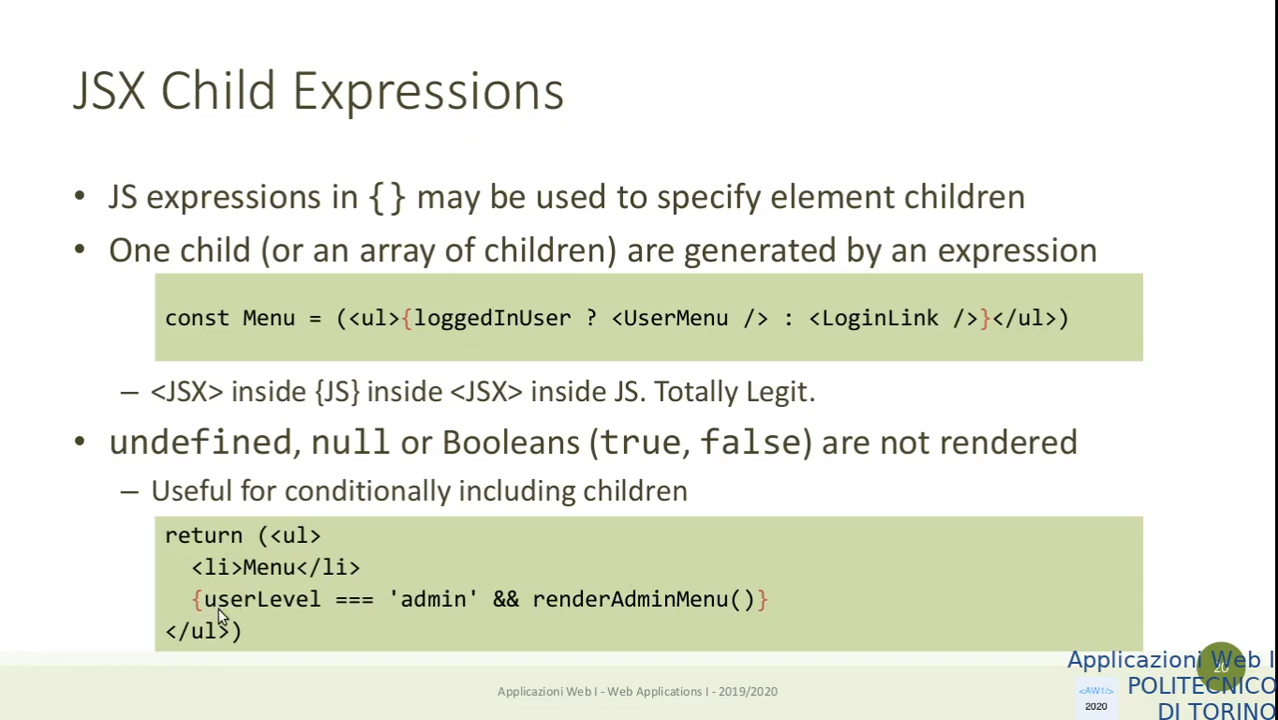 JSX Child Expressions
• JS expressions in {} may be used to specify element children
• One child (or an array of children) are generated by an expression
const Menu = (<ul>{loggedInUser ? <UserMenu /> : <LoginLink />}</ul>)
– <JSX> inside {JS} inside <JSX> inside JS. Totally Legit.
• undefined, null or Booleans (true, false) are not rendered
– Useful for conditionally including children
return (<ul>
<li>Menu</li>
{userLevel === 'admin' && renderAdminMenu()}
</ul>)
Applicazioni Web I - Web Applications I - 2019/2020
Applicazioni Web I
POLITECNICO
DI TORINO
<AW1/>
2020